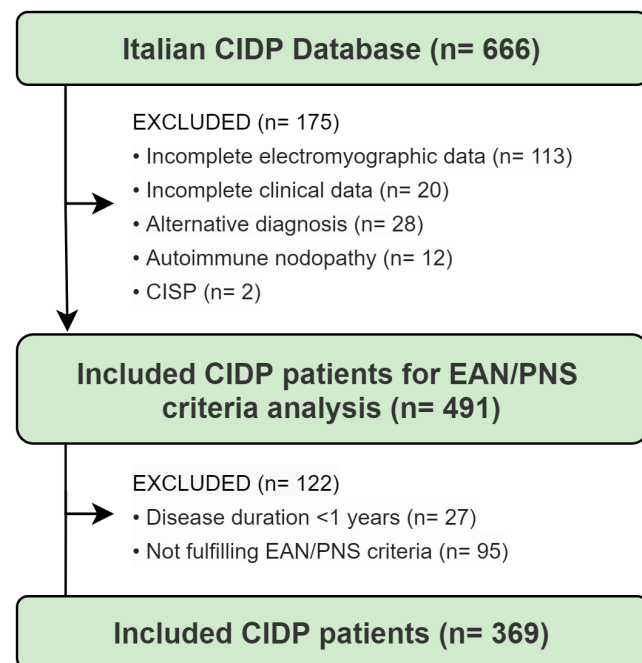 Italian CIDP Database (n= 666)
EXCLUDED (n= 175)
• Incomplete electromyographic data (n= 113)
• Incomplete clinical data (n= 20)
• Alternative diagnosis (n= 28)
• Autoimmune nodopathy (n= 12)
• CISP (n= 2)
Included CIDP patients for EAN/PNS
criteria analysis (n= 491)
EXCLUDED (n= 122)
• Disease duration <1 years (n= 27)
• Not fulfilling EAN/PNS criteria (n= 95)
Included CIDP patients (n= 369)